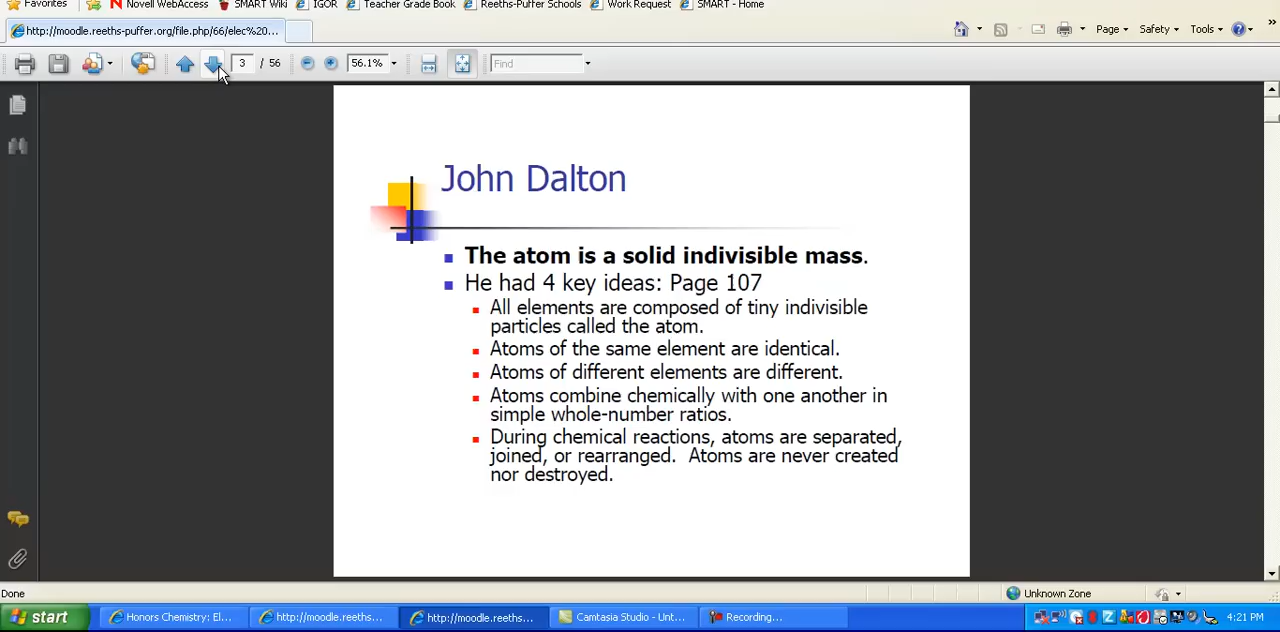 Favorites Novell WebAccess SMART Wiki IGOR Teacher Grade Book Reeths-Puffer Schools Work Request SMART - Home
http://moodle.reeths-puffer.org/file.php/66/elec%20... Page Safety Tools
3 / 56 56.1% Find
John Dalton
The atom is a solid indivisible mass.
He had 4 key ideas: Page 107
All elements are composed of tiny indivisible
particles called the atom.
Atoms of the same element are identical.
Atoms of different elements are different.
Atoms combine chemically with one another in
simple whole-number ratios.
During chemical reactions, atoms are separated,
joined, or rearranged. Atoms are never created
nor destroyed.
Done Unknown Zone
start Honors Chemistry: El... http://moodle.reeths... http://moodle.reeths... Camtasia Studio - Unt... Recording... 4:21 PM